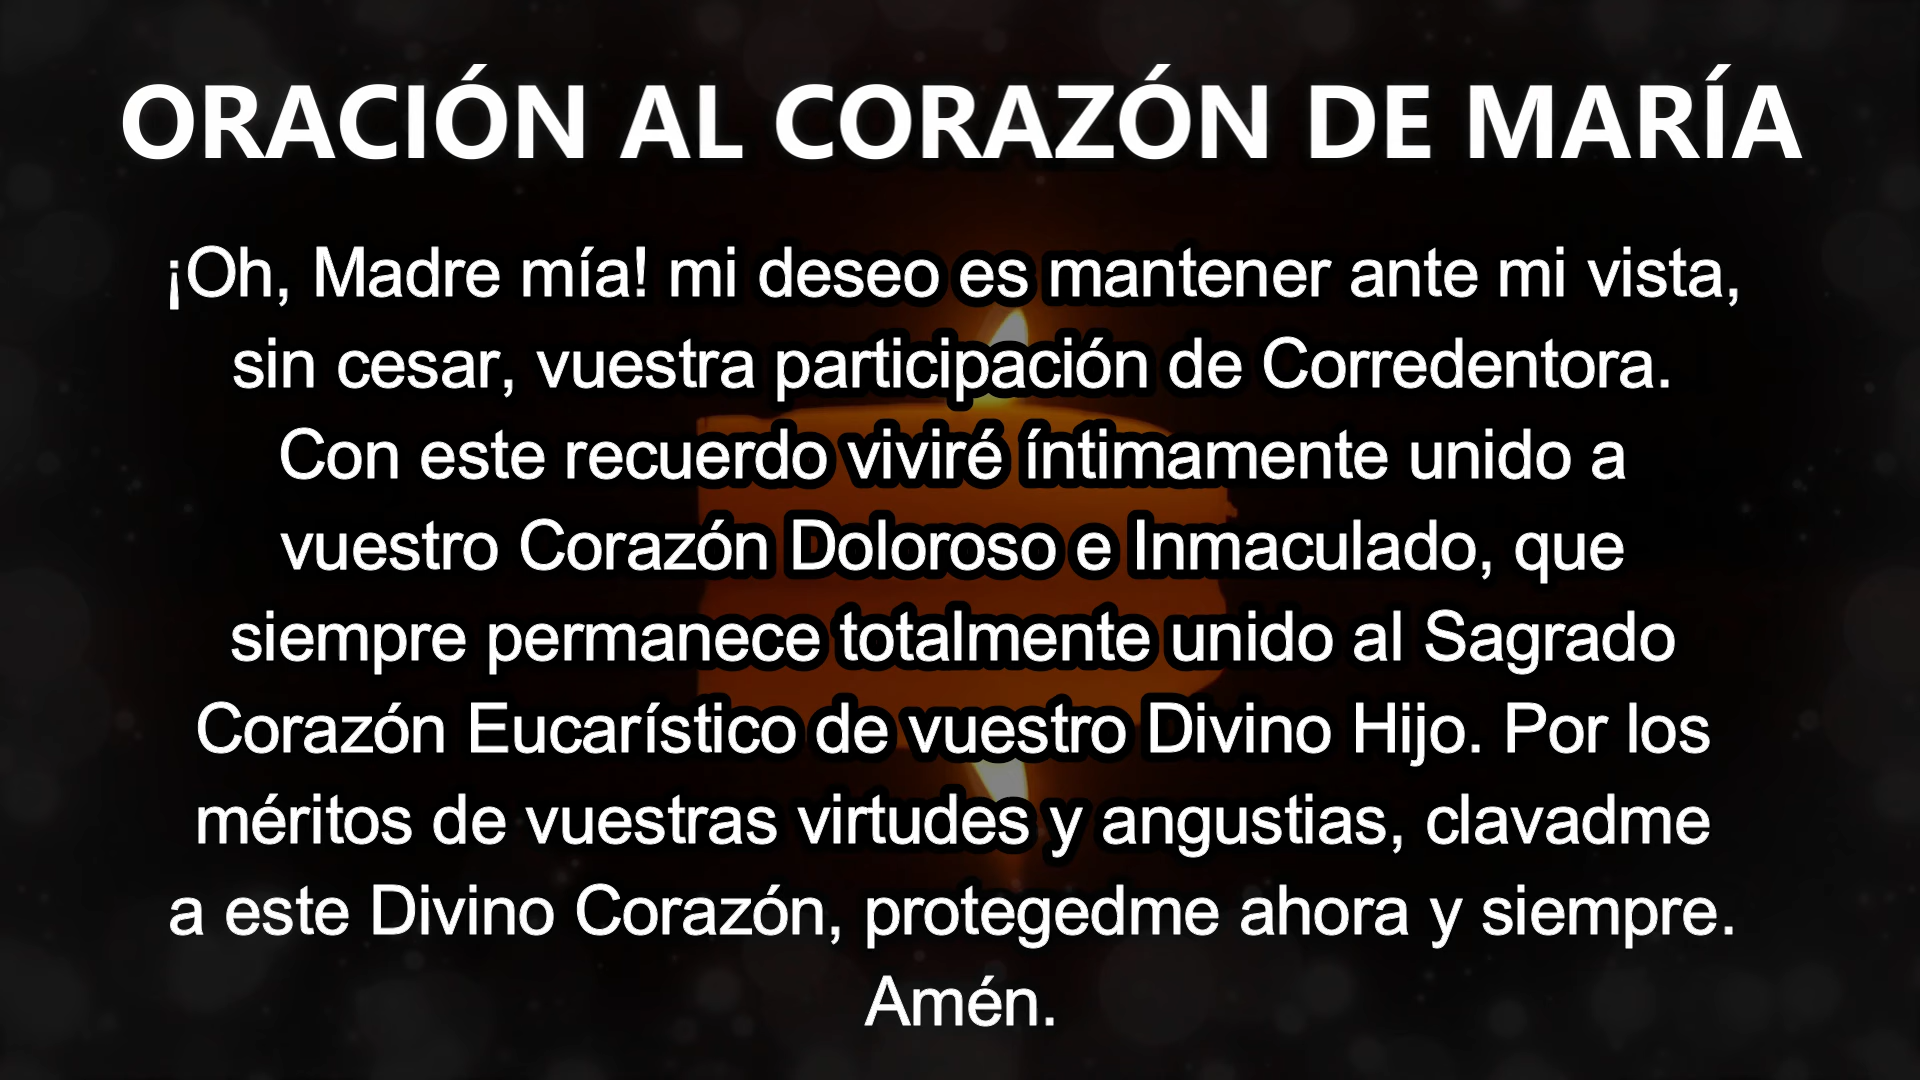 ORACIÓN AL CORAZÓN DE MARÍA
¡Oh, Madre mía! mi deseo es mantener ante mi vista,
sin cesar, vuestra participación de Corredentora.
Con este recuerdo viviré íntimamente unido a
vuestro Corazón Doloroso e Inmaculado, que
siempre permanece totalmente unido al Sagrado
Corazón Eucarístico de vuestro Divino Hijo. Por los
méritos de vuestras virtudes y angustias, clavadme
a este Divino Corazón, protegedme ahora y siempre.
Amén.